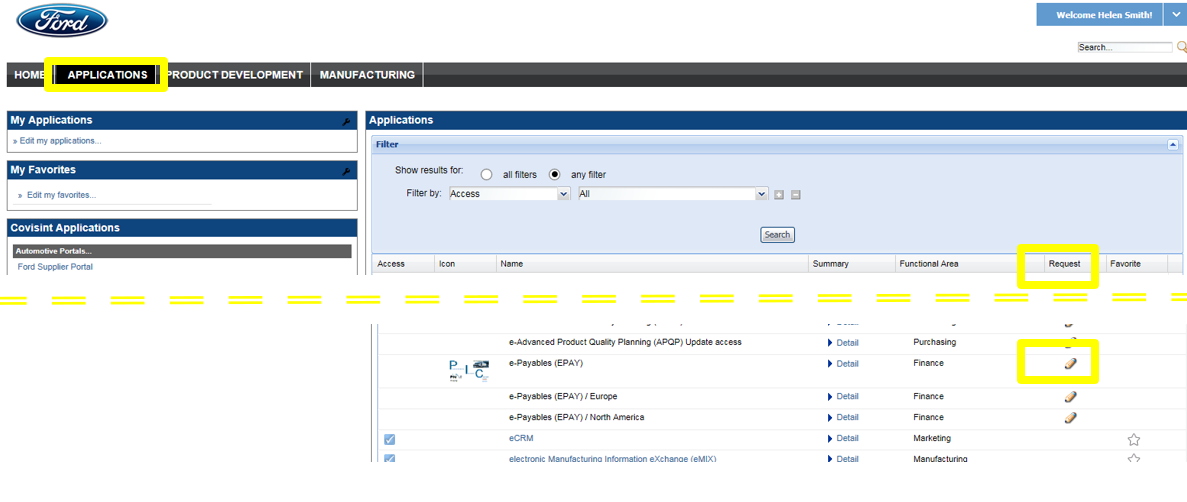 Ford
Welcome Helen Smith!
Search...
HOME APPLICATIONS PRODUCT DEVELOPMENT MANUFACTURING
My Applications
» Edit my applications...
My Favorites
» Edit my favorites...
Covisint Applications
Automotive Portals...
Ford Supplier Portal
Applications
Filter
Show results for: all filters any filter
Filter by: Access All
Search
Access Icon Name Summary Functional Area Request Favorite
Detail
e-Advanced Product Quality Planning (APQP) Update access Detail Purchasing
P L I C e-Payables (EPAY) Detail Finance
e-Payables (EPAY) / Europe Detail Finance
e-Payables (EPAY) / North America Detail Finance
eCRM Detail Marketing
electronic Manufacturing Information eXchange (eMIX) Detail Manufacturing